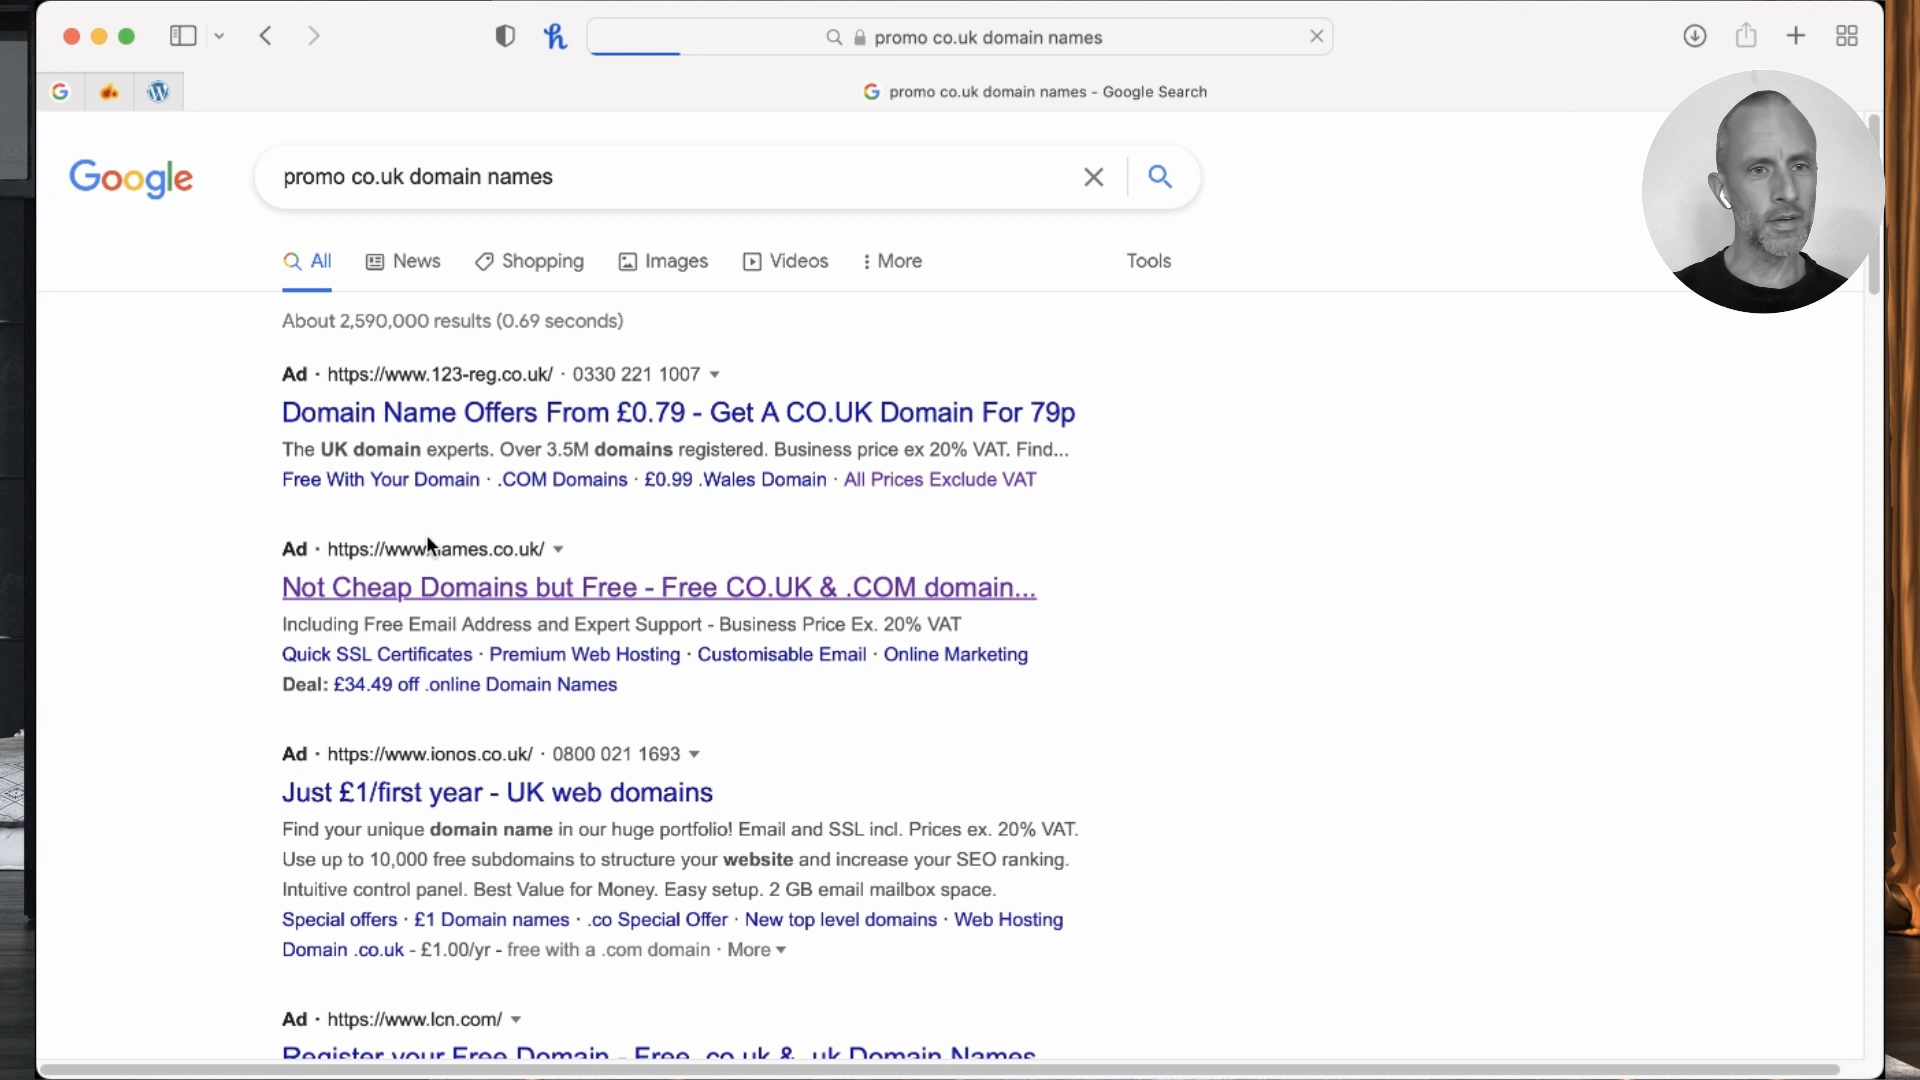 promo co.uk domain names
promo co.uk domain names - Google Search
Google
promo co.uk domain names
All
News
Shopping
Images
Videos
More
Tools
About 2,590,000 results (0.69 seconds)
Ad · https://www.123-reg.co.uk/ · 0330 221 1007
Domain Name Offers From £0.79 - Get A CO.UK Domain For 79p
The UK domain experts. Over 3.5M domains registered. Business price ex 20% VAT. Find...
Free With Your Domain · .COM Domains · £0.99 .Wales Domain · All Prices Exclude VAT
Ad · https://www.names.co.uk/
Not Cheap Domains but Free - Free CO.UK & .COM domain...
Including Free Email Address and Expert Support - Business Price Ex. 20% VAT
Quick SSL Certificates · Premium Web Hosting · Customisable Email · Online Marketing
Deal: £34.49 off .online Domain Names
Ad · https://www.ionos.co.uk/ · 0800 021 1693
Just £1/first year - UK web domains
Find your unique domain name in our huge portfolio! Email and SSL incl. Prices ex. 20% VAT.
Use up to 10,000 free subdomains to structure your website and increase your SEO ranking.
Intuitive control panel. Best Value for Money. Easy setup. 2 GB email mailbox space.
Special offers · £1 Domain names · .co Special Offer · New top level domains · Web Hosting
Domain .co.uk - £1.00/yr - free with a .com domain · More
Ad · https://www.lcn.com/
Register your Free Domain - Free .co.uk & .uk Domain Names